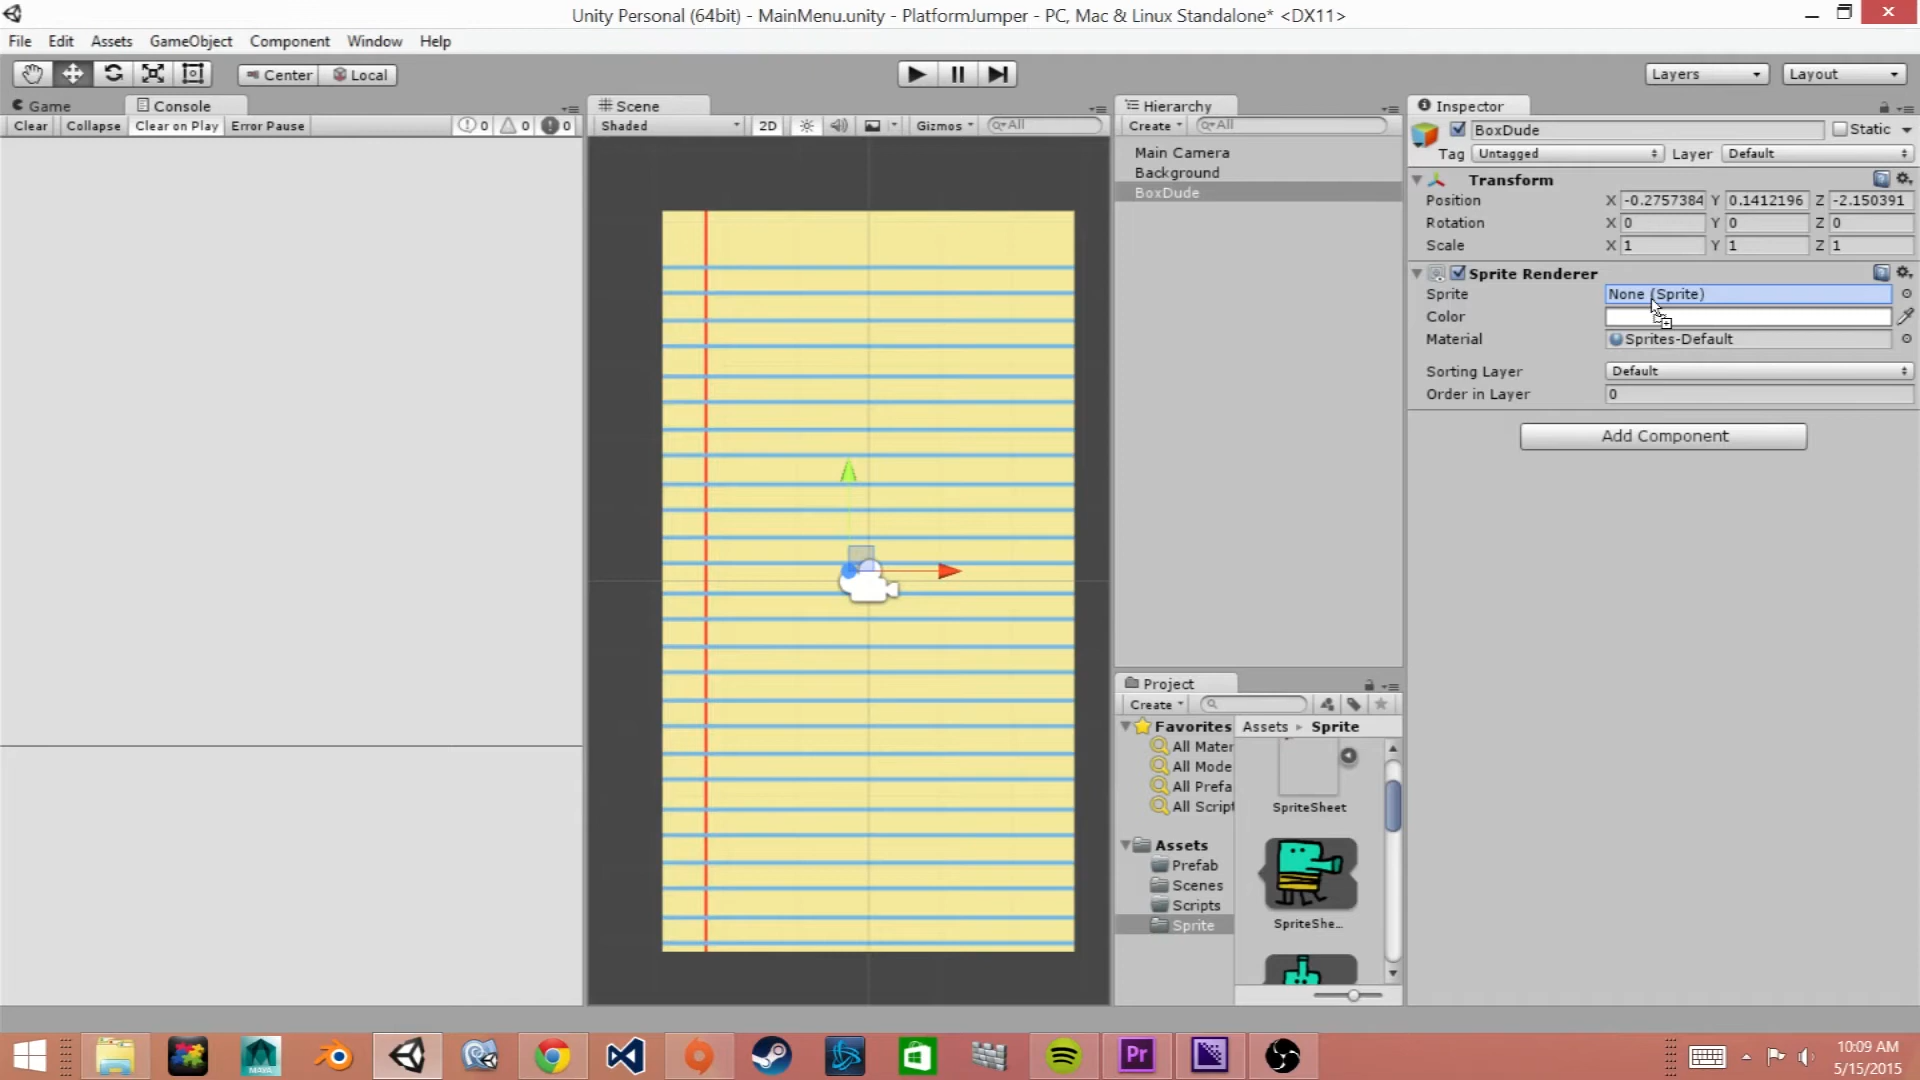 Unity Personal (64bit) - MainMenu.unity - PlatformJumper - PC, Mac & Linux Standalone* <DX11>
File Edit Assets GameObject Component Window Help
Center Local Layers Layout
Game Console Scene Hierarchy Inspector
Clear Collapse Clear on Play Error Pause 0 0 0 Shaded 2D Gizmos All Create All
BoxDude Static
Tag Untagged Layer Default
Main Camera
Background
BoxDude
Transform
Position X -0.2757384 Y 0.1412196 Z -2.150391
Rotation X 0 Y 0 Z 0
Scale X 1 Y 1 Z 1
Sprite Renderer
Sprite None (Sprite)
Color
Material Sprites-Default
Sorting Layer Default
Order in Layer 0
Add Component
Project
Create
Favorites Assets Sprite
All Mater
All Mode
All Prefa
All Script
SpriteSheet
Assets
Prefab
Scenes
Scripts
Sprite
SpriteShe...
MAYA
Pr
10:09 AM
5/15/2015